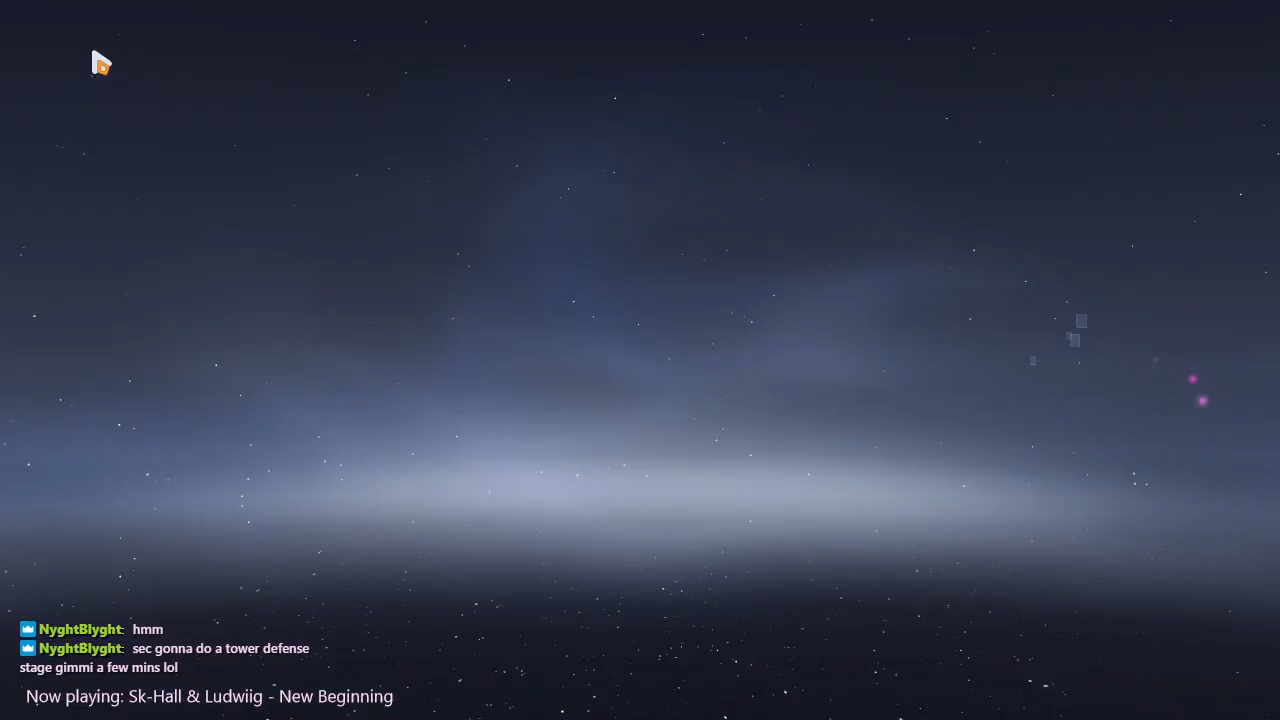 NyghtBlyght: hmm
NyghtBlyght: sec gonna do a tower defense
stage gimmi a few mins lol
Now playing: Sk-Hall & Ludwiig - New Beginning